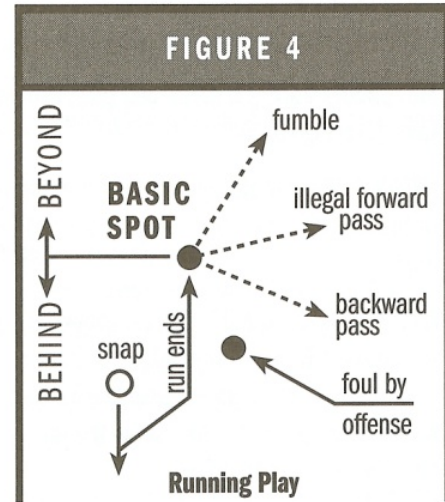 FIGURE 4
fumble
BEYOND
BASIC
SPOT
illegal forward
pass
BEHIND
backward
pass
snap
run ends
foul by
offense
Running Play